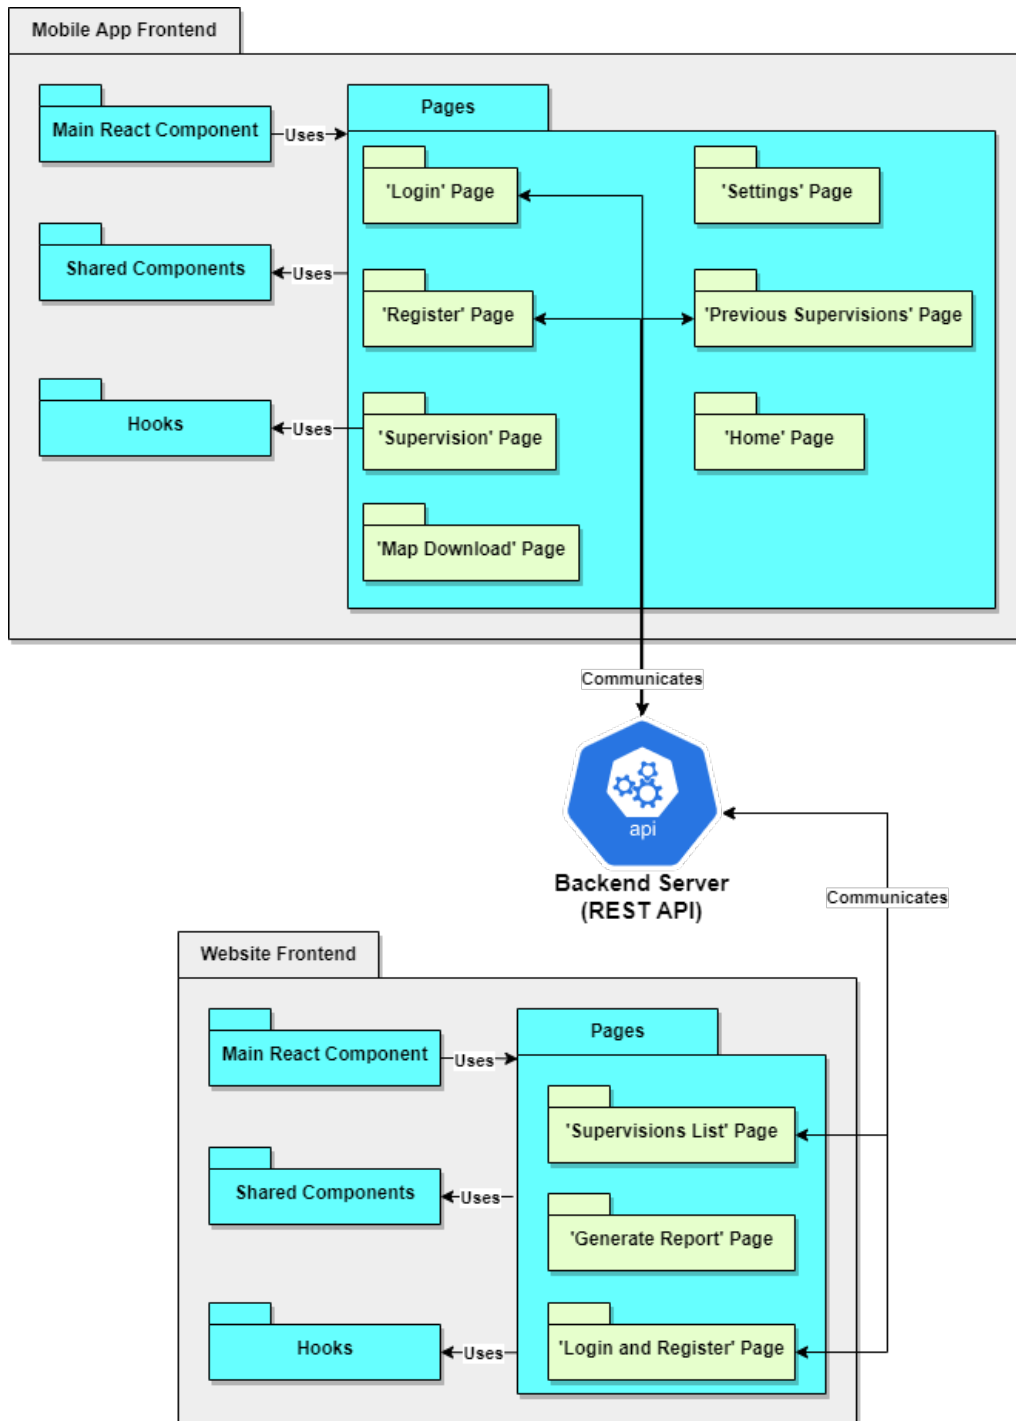 Mobile App Frontend
Main React Component
Uses
Pages
'Login' Page
'Settings' Page
Shared Components
Uses
'Register' Page
'Previous Supervisions' Page
Hooks
Uses
'Supervision' Page
'Home' Page
'Map Download' Page
Communicates
api
Backend Server
(REST API)
Communicates
Website Frontend
Main React Component
Uses
Pages
'Supervisions List' Page
Shared Components
Uses
'Generate Report' Page
Hooks
Uses
'Login and Register' Page